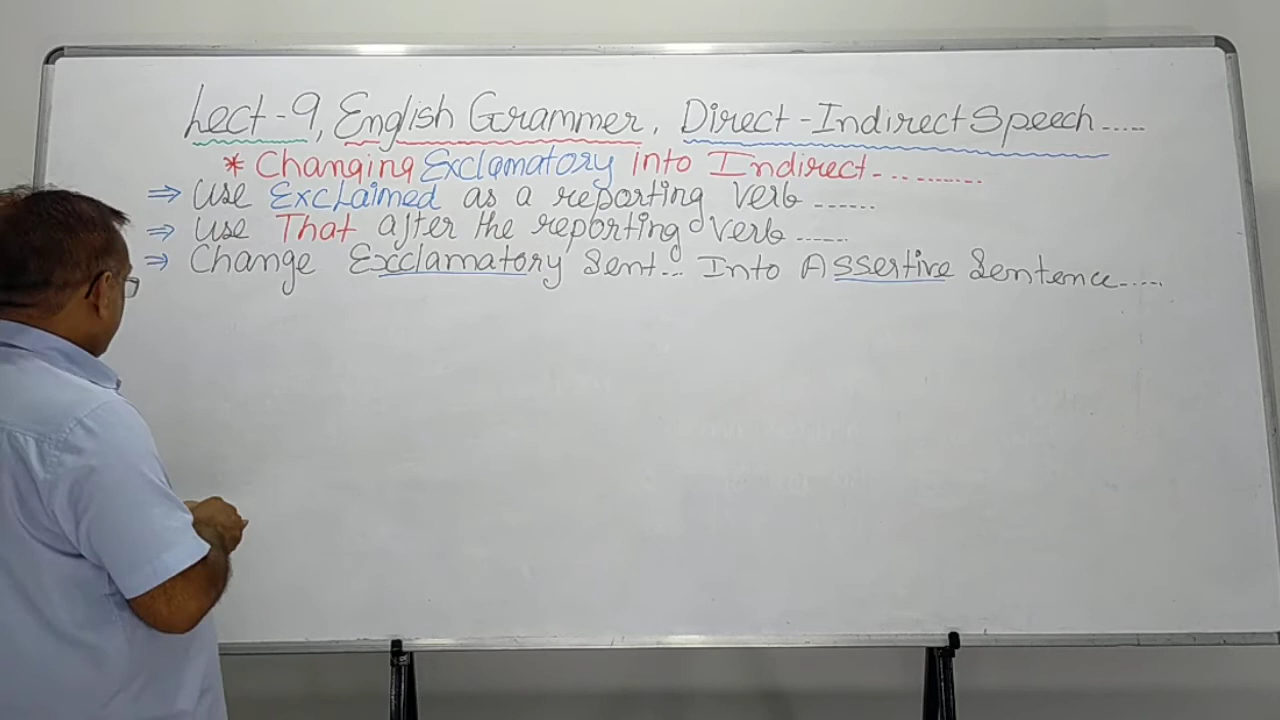 Lect-9, English Grammer, Direct-Indirect Speech.....
* Changing Exclamatory into Indirect..........
⇒ Use Exclaimed as a reporting Verb ......
⇒ Use That after the reporting Verb ......
⇒ Change Exclamatory Sent... Into Assertive Sentence.....